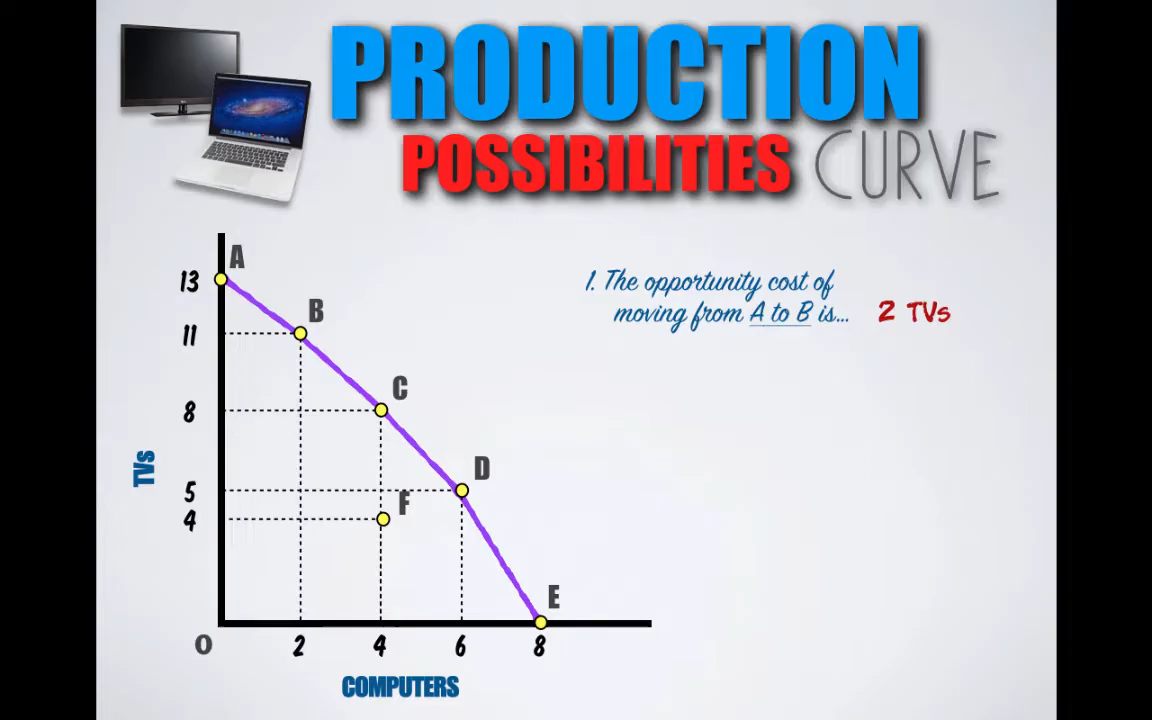 PRODUCTION
POSSIBILITIES CURVE
A
13
1. The opportunity cost of
moving from A to B is... 2 TVs
B
11
C
8
TVs
D
5
F
4
E
0 2 4 6 8
COMPUTERS